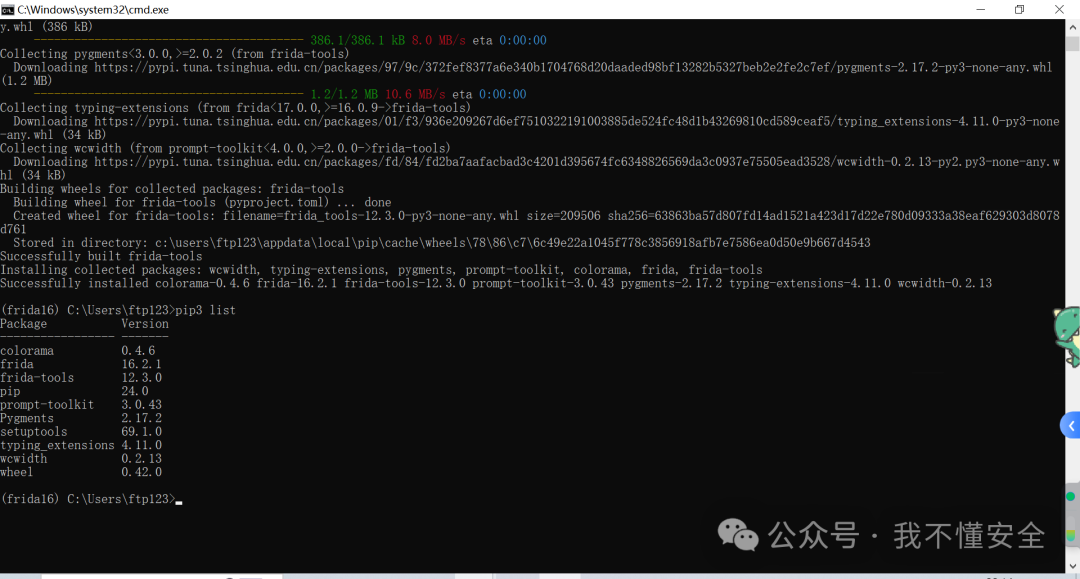 C:\Windows\system32\cmd.exe
y.whl (386 kB)
---------------------------------------- 386.1/386.1 kB 8.0 MB/s eta 0:00:00
Collecting pygments<3.0.0,>=2.0.2 (from frida-tools)
Downloading https://pypi.tuna.tsinghua.edu.cn/packages/97/9c/372fef8377a6e340b1704768d20daaded98bf13282b5327beb2e2fe2c7ef/pygments-2.17.2-py3-none-any.whl
(1.2 MB)
---------------------------------------- 1.2/1.2 MB 10.6 MB/s eta 0:00:00
Collecting typing-extensions (from frida<17.0.0,>=16.0.9->frida-tools)
Downloading https://pypi.tuna.tsinghua.edu.cn/packages/01/f3/936e209267d6ef7510322191003885de524fc48d1b43269810cd589ceaf5/typing_extensions-4.11.0-py3-none
-any.whl (34 kB)
Collecting wcwidth (from prompt-toolkit<4.0.0,>=2.0.0->frida-tools)
Downloading https://pypi.tuna.tsinghua.edu.cn/packages/fd/84/fd2ba7aafacbad3c4201d395674fc6348826569da3c0937e75505ead3528/wcwidth-0.2.13-py2.py3-none-any.w
hl (34 kB)
Building wheels for collected packages: frida-tools
Building wheel for frida-tools (pyproject.toml) ... done
Created wheel for frida-tools: filename=frida_tools-12.3.0-py3-none-any.whl size=209506 sha256=63863ba57d807fd14ad1521a423d17d22e780d09333a38eaf629303d8078
d761
Stored in directory: c:\users\ftp123\appdata\local\pip\cache\wheels\78\86\c7\6c49e22a1045f778c3856918afb7e7586ea0d50e9b667d4543
Successfully built frida-tools
Installing collected packages: wcwidth, typing-extensions, pygments, prompt-toolkit, colorama, frida, frida-tools
Successfully installed colorama-0.4.6 frida-16.2.1 frida-tools-12.3.0 prompt-toolkit-3.0.43 pygments-2.17.2 typing-extensions-4.11.0 wcwidth-0.2.13
(frida16) C:\Users\ftp123>pip3 list
Package Version
----------------- -------
colorama 0.4.6
frida 16.2.1
frida-tools 12.3.0
pip 24.0
prompt-toolkit 3.0.43
Pygments 2.17.2
setuptools 69.1.0
typing_extensions 4.11.0
wcwidth 0.2.13
wheel 0.42.0
(frida16) C:\Users\ftp123>
公众号 · 我不懂安全